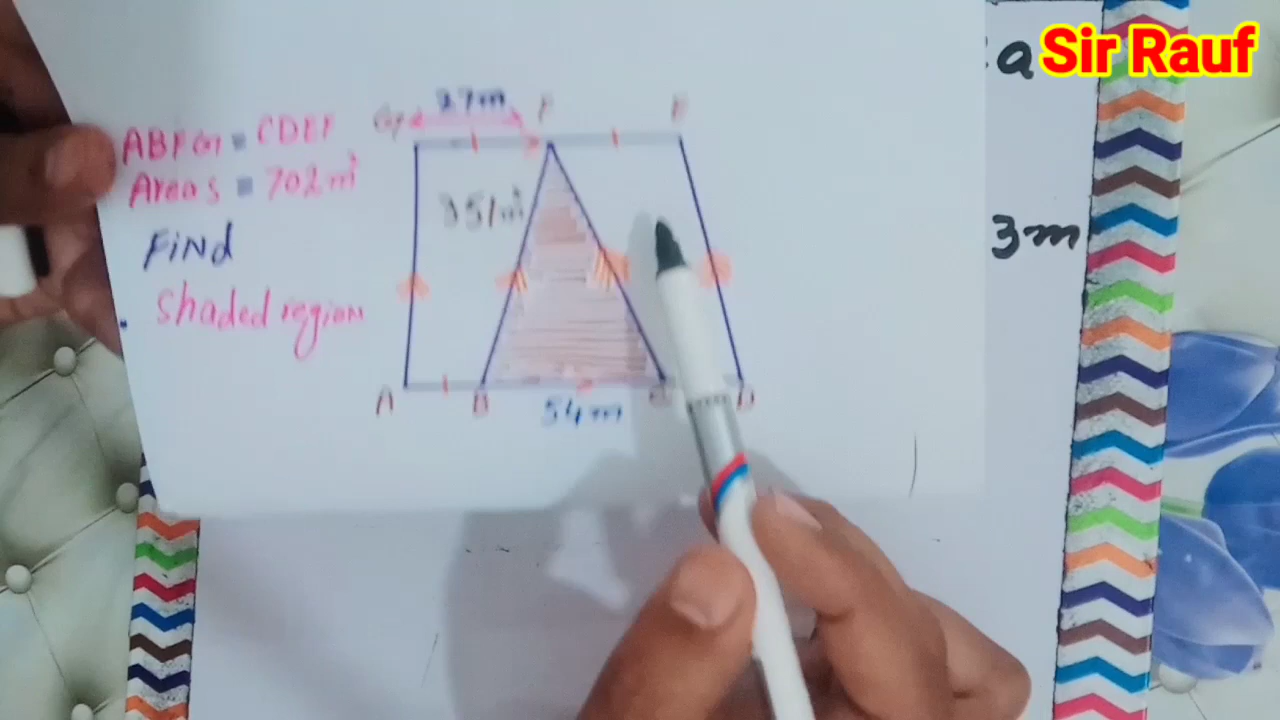 Sir Rauf
a
3m
27m
G F E
ABFG = CDEF
Areas = 702m²
351m²
Find
Shaded region
A B C D
54m